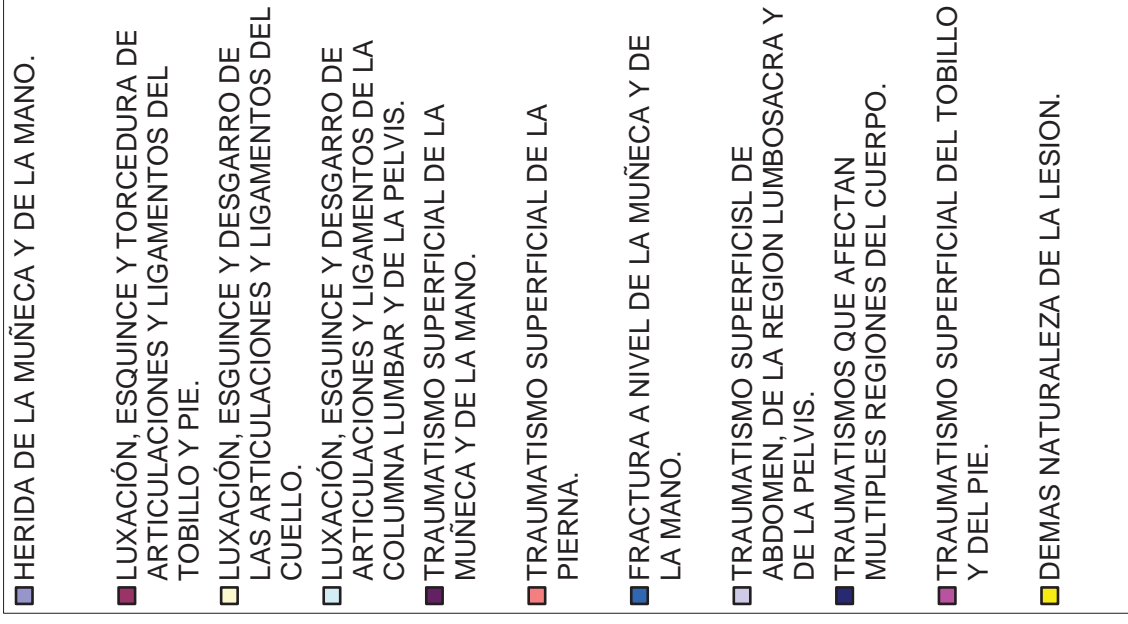 HERIDA DE LA MUÑECA Y DE LA MANO.
LUXACIÓN, ESQUINCE Y TORCEDURA DE
ARTICULACIONES Y LIGAMENTOS DEL
TOBILLO Y PIE.
LUXACIÓN, ESGUINCE Y DESGARRO DE
LAS ARTICULACIONES Y LIGAMENTOS DEL
CUELLO.
LUXACIÓN, ESGUINCE Y DESGARRO DE
ARTICULACIONES Y LIGAMENTOS DE LA
COLUMNA LUMBAR Y DE LA PELVIS.
TRAUMATISMO SUPERFICIAL DE LA
MUÑECA Y DE LA MANO.
TRAUMATISMO SUPERFICIAL DE LA
PIERNA.
FRACTURA A NIVEL DE LA MUÑECA Y DE
LA MANO.
TRAUMATISMO SUPERFICISL DE
ABDOMEN, DE LA REGION LUMBOSACRA Y
DE LA PELVIS.
TRAUMATISMOS QUE AFECTAN
MULTIPLES REGIONES DEL CUERPO.
TRAUMATISMO SUPERFICIAL DEL TOBILLO
Y DEL PIE.
DEMAS NATURALEZA DE LA LESION.